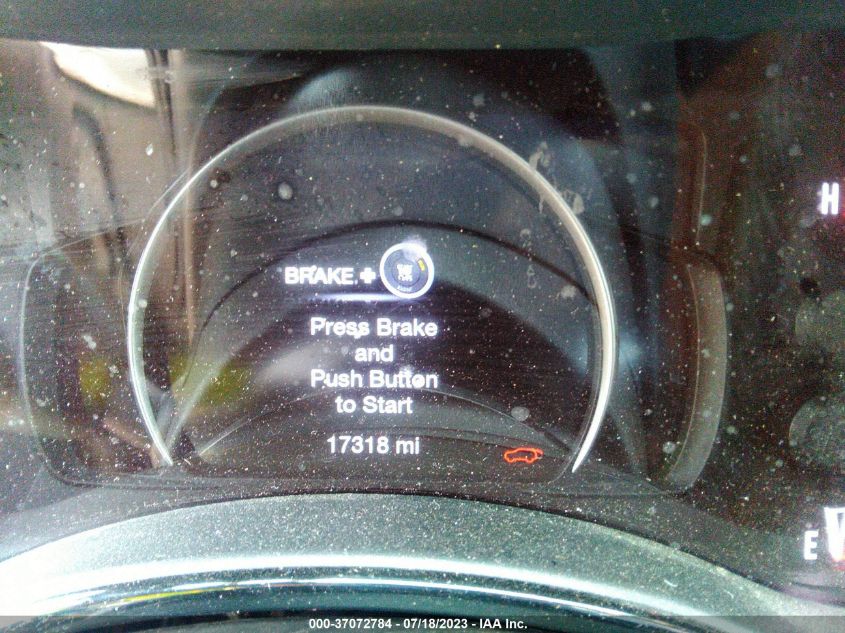 H
BRAKE +
Press Brake
and
Push Button
to Start
17318 mi
E
000-37072784 - 07/18/2023 - IAA Inc.